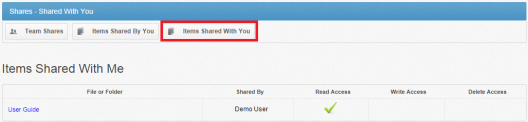 Shares - Shared With You
Team Shares Items Shared By You Items Shared With You
Items Shared With Me
File or Folder Shared By Read Access Write Access Delete Access
User Guide Demo User